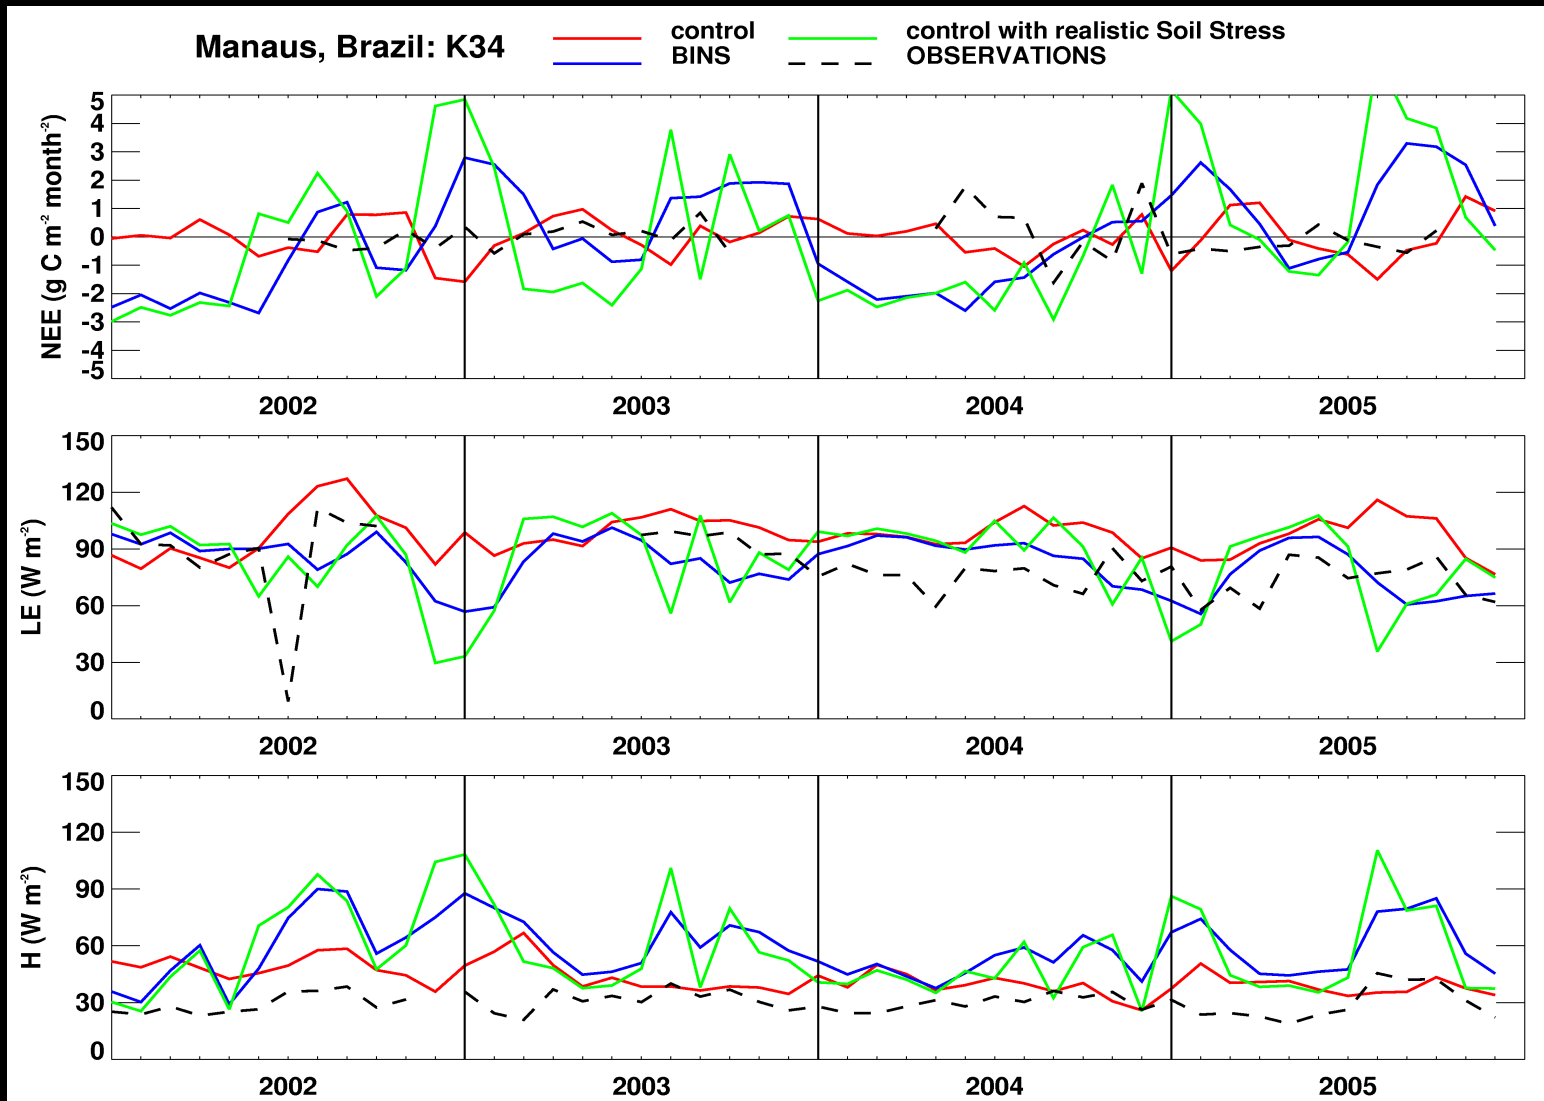 Manaus, Brazil: K34
control
BINS
control with realistic Soil Stress
OBSERVATIONS
NEE (g C m⁻² month⁻²)
5
4
3
2
1
0
-1
-2
-3
-4
-5
2002 2003 2004 2005
LE (W m⁻²)
150
120
90
60
30
0
2002 2003 2004 2005
H (W m⁻²)
150
120
90
60
30
0
2002 2003 2004 2005